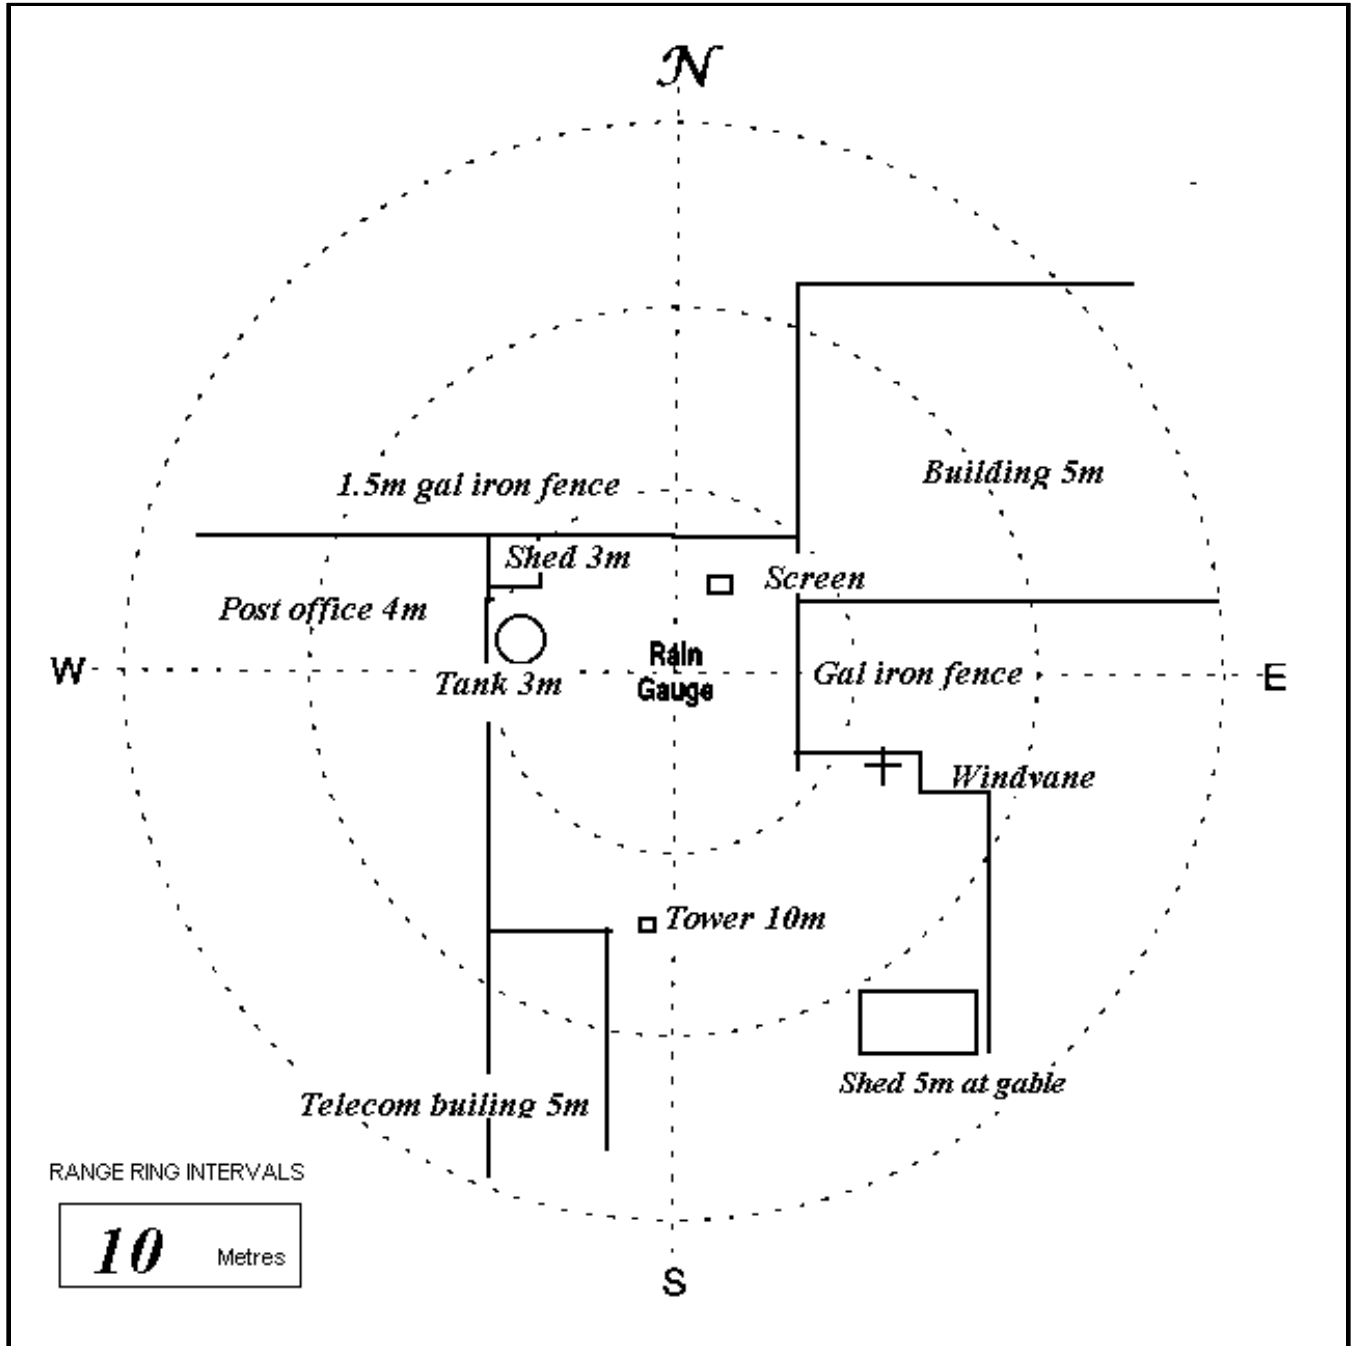 N
1.5m gal iron fence
Building 5m
Shed 3m
Screen
Post office 4m
Rain
Gauge
W
Tank 3m
Gal iron fence
E
Windvane
Tower 10m
Shed 5m at gable
Telecom builing 5m
RANGE RING INTERVALS
10 Metres
S